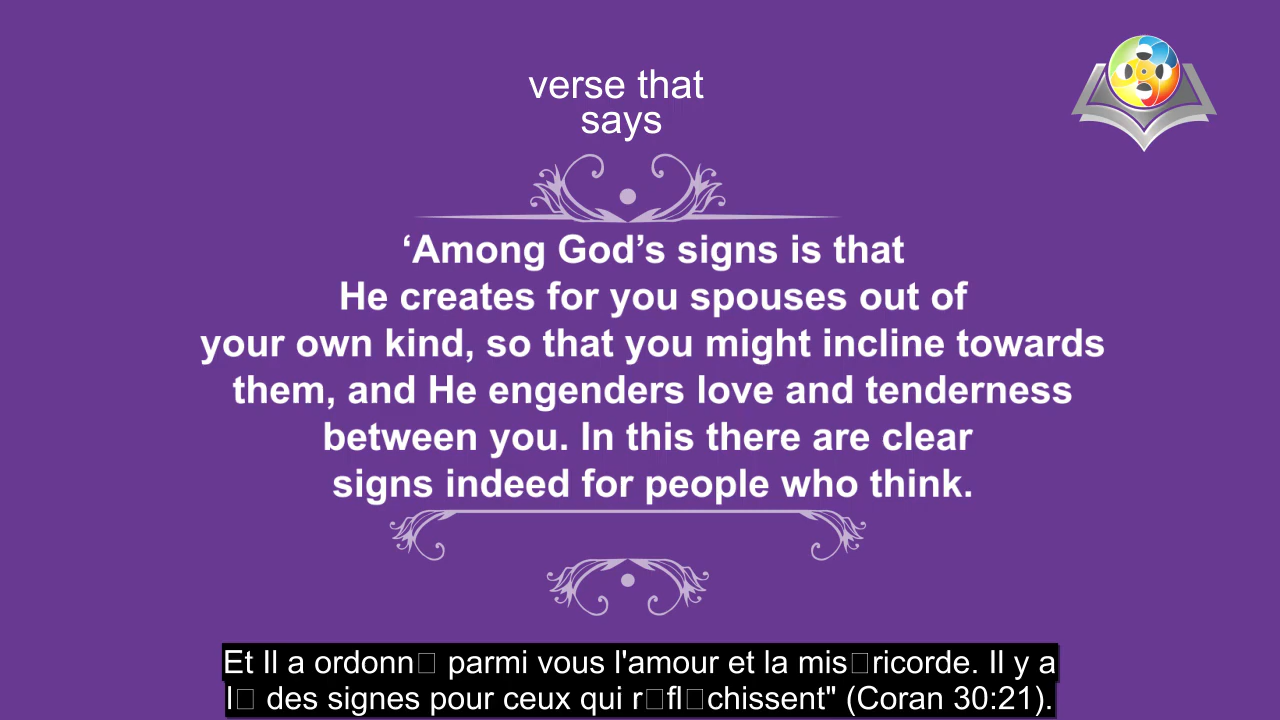 verse that
says
‘Among God’s signs is that
He creates for you spouses out of
your own kind, so that you might incline towards
them, and He engenders love and tenderness
between you. In this there are clear
signs indeed for people who think.
Et Il a ordonn□ parmi vous l'amour et la mis□ricorde. Il y a
l□ des signes pour ceux qui r□fl□chissent" (Coran 30:21).